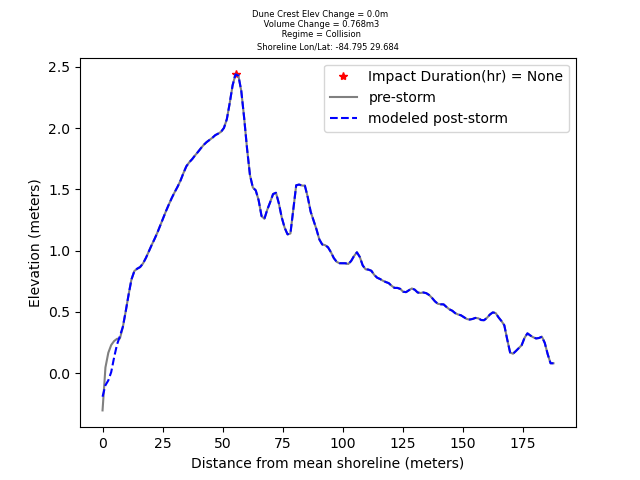 Dune Crest Elev Change = 0.0m
Volume Change = 0.768m3
Regime = Collision
Shoreline Lon/Lat: -84.795 29.684
Impact Duration(hr) = None
pre-storm
modeled post-storm
2.5
2.0
1.5
1.0
0.5
0.0
Elevation (meters)
0 25 50 75 100 125 150 175
Distance from mean shoreline (meters)